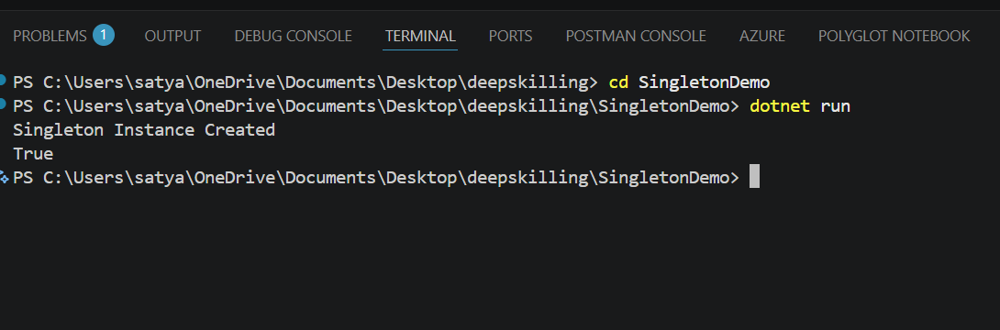 PROBLEMS 1 OUTPUT DEBUG CONSOLE TERMINAL PORTS POSTMAN CONSOLE AZURE POLYGLOT NOTEBOOK
PS C:\Users\satya\OneDrive\Documents\Desktop\deepskilling> cd SingletonDemo
PS C:\Users\satya\OneDrive\Documents\Desktop\deepskilling\SingletonDemo> dotnet run
Singleton Instance Created
True
PS C:\Users\satya\OneDrive\Documents\Desktop\deepskilling\SingletonDemo>